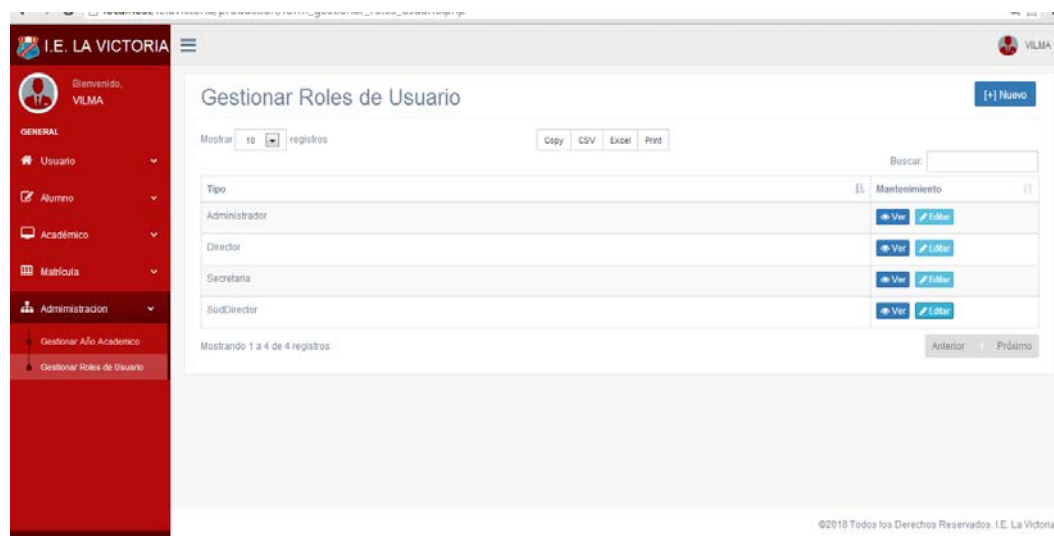 I.E. LA VICTORIA
VILMA
Bienvenido,
VILMA
GENERAL
Usuario
Alumno
Académico
Matrícula
Admimistracion
Gestionar Año Academico
Gestionar Roles de Usuario
Gestionar Roles de Usuario
[+] Nuevo
Mostrar 10 registros
Copy CSV Excel Print
Buscar:
Tipo Mantenimiento
Administrador Ver Editar
Director Ver Editar
Secretaria Ver Editar
SudDirector Ver Editar
Mostrando 1 a 4 de 4 registros
Anterior 1 Próximo
©2018 Todos los Derechos Reservados. I.E. La Victoria